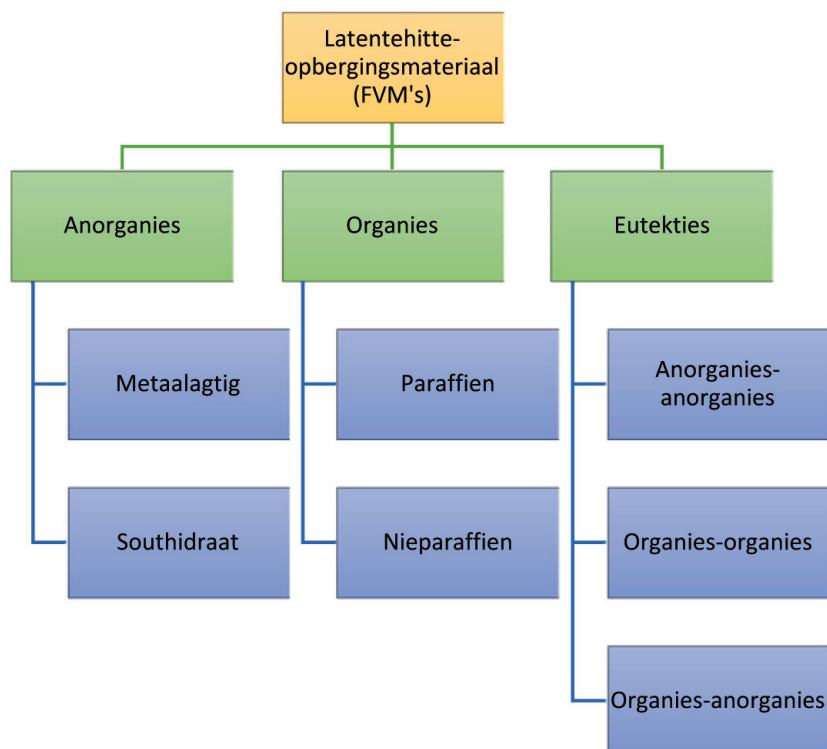 Latentehitte-
opbergingsmateriaal
(FVM's)
Anorganies
Organies
Eutekties
Metaalagtig
Paraffien
Anorganies-
anorganies
Southidraat
Nieparaffien
Organies-organies
Organies-anorganies